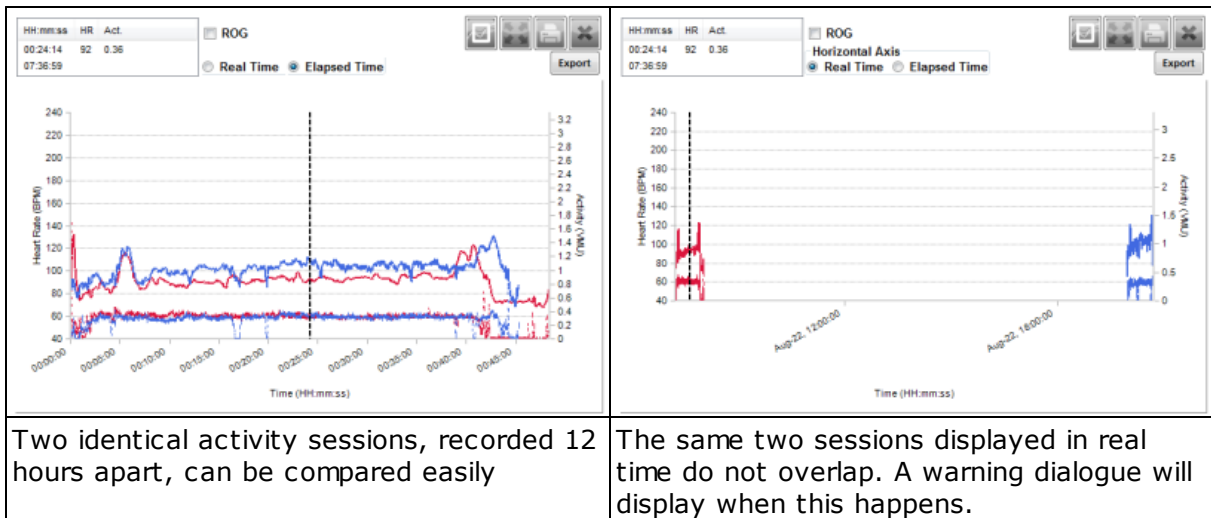 HH:mm:ss HR Act.
00:24:14 92 0.36
07:36:59
ROG
Real Time Elapsed Time
Export
240
220
200
180
160
140
120
100
80
60
40
Heart Rate (BPM)
3.2
3
2.8
2.6
2.4
2.2
2
1.8
1.6
1.4
1.2
1
0.8
0.6
0.4
0.2
0
Activity (VMU)
00:00:00
00:05:00
00:10:00
00:15:00
00:20:00
00:25:00
00:30:00
00:35:00
00:40:00
00:45:00
Time (HH:mm:ss)
Two identical activity sessions, recorded 12
hours apart, can be compared easily
HH:mm:ss HR Act.
00:24:14 92 0.36
07:36:59
ROG
Horizontal Axis
Real Time Elapsed Time
Export
240
220
200
180
160
140
120
100
80
60
40
Heart Rate (BPM)
3
2.5
2
1.5
1
0.5
0
Activity (VMU)
Aug-22, 12:00:00
Aug-22, 18:00:00
Time (HH:mm:ss)
The same two sessions displayed in real
time do not overlap. A warning dialogue will
display when this happens.